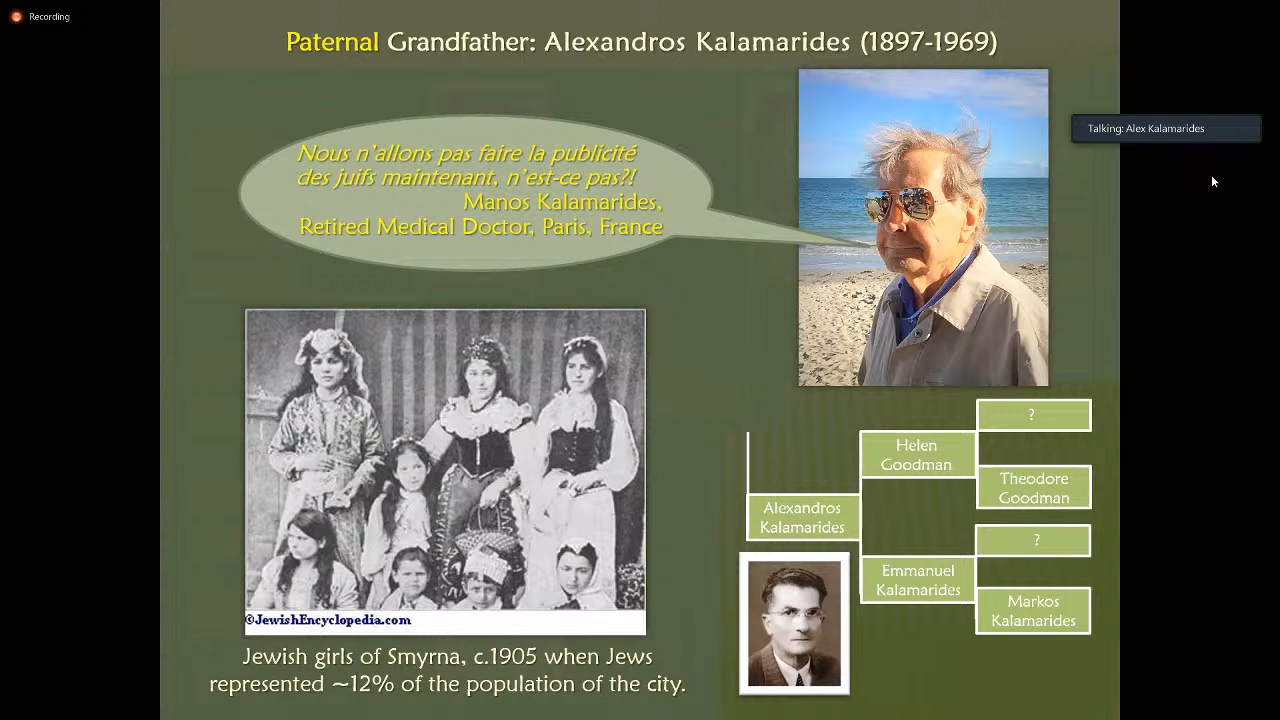 Recording
Paternal Grandfather: Alexandros Kalamarides (1897-1969)
Talking: Alex Kalamarides
Nous n'allons pas faire la publicité
des juifs maintenant, n'est-ce pas?!
Manos Kalamarides,
Retired Medical Doctor, Paris, France
?
Helen
Goodman
Theodore
Goodman
Alexandros
Kalamarides
?
Emmanuel
Kalamarides
Markos
Kalamarides
©JewishEncyclopedia.com
Jewish girls of Smyrna, c.1905 when Jews
represented ~12% of the population of the city.